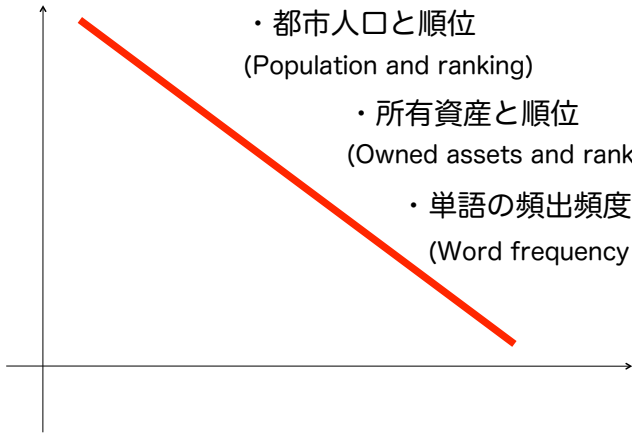 ・都市人口と順位
(Population and ranking)
・所有資産と順位
(Owned assets and rank
・単語の頻出頻度
(Word frequency